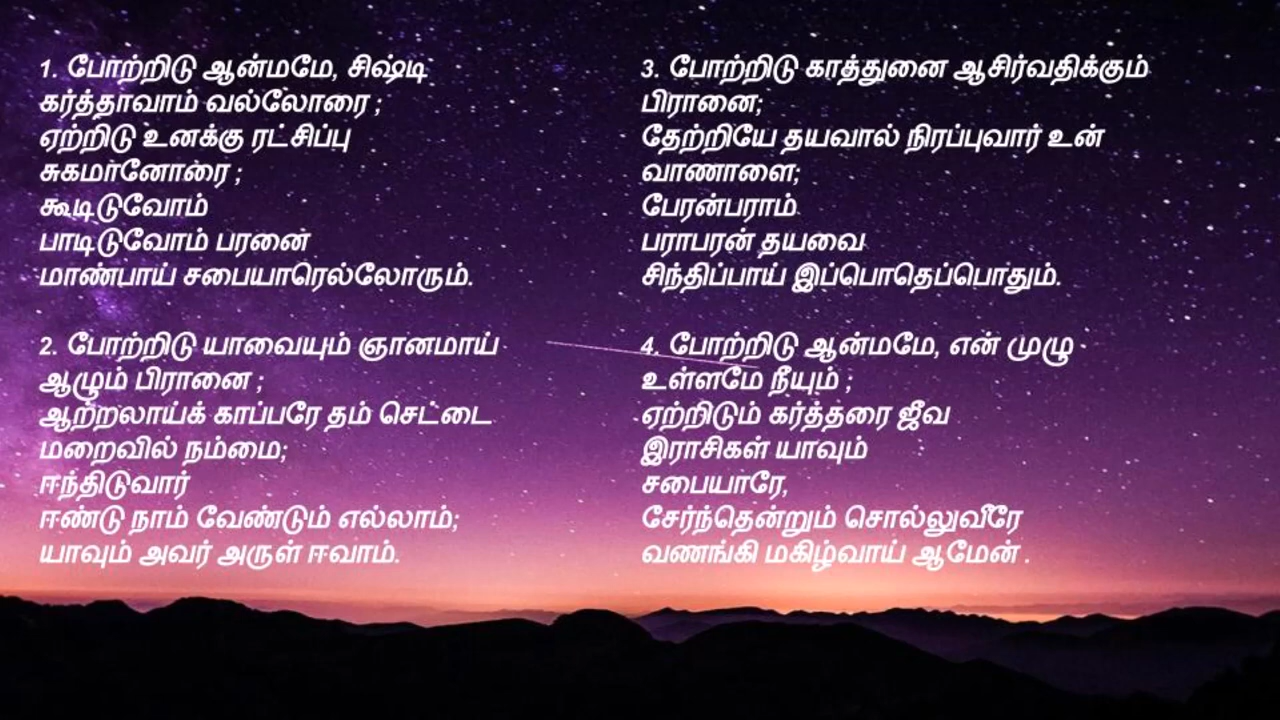 1. போற்றிடு ஆன்மமே, சிஷ்டி
கர்த்தாவாம் வல்லோரை ;
ஏற்றிடு உனக்கு ரட்சிப்பு
சுகமானோரை ;
கூடிடுவோம்
பாடிடுவோம் பரனை
மாண்பாய் சபையாரெல்லோரும்.

2. போற்றிடு யாவையும் ஞானமாய்
ஆழும் பிரானை ;
ஆற்றலாய்க் காப்பரே தம் செட்டை
மறைவில் நம்மை;
ஈந்திடுவார்
ஈண்டு நாம் வேண்டும் எல்லாம்;
யாவும் அவர் அருள் ஈவாம்.

3. போற்றிடு காத்துனை ஆசிர்வதிக்கும்
பிரானை;
தேற்றியே தயவால் நிரப்புவார் உன்
வாணாளை;
பேரன்பராம்
பராபரன் தயவை
சிந்திப்பாய் இப்பொதெப்பொதும்.

4. போற்றிடு ஆன்மமே, என் முழு
உள்ளமே நீயும் ;
ஏற்றிடும் கர்த்தரை ஜீவ
இராசிகள் யாவும்
சபையாரே,
சேர்ந்தென்றும் சொல்லுவீரே
வணங்கி மகிழ்வாய் ஆமேன் .